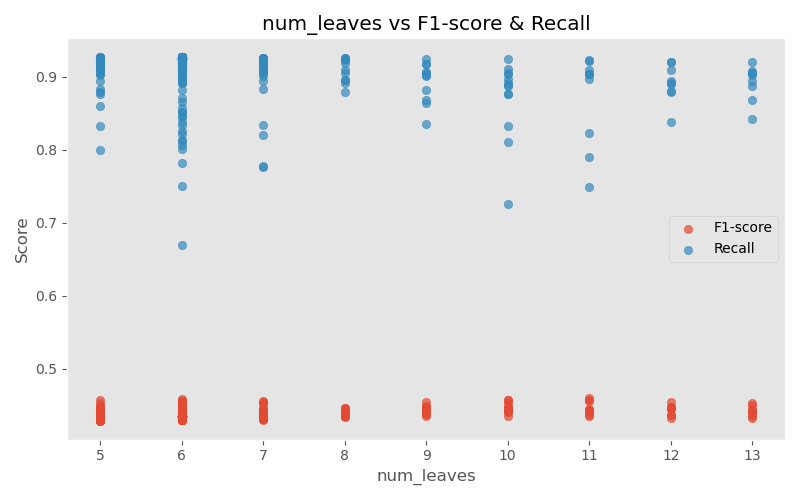 num_leaves vs F1-score & Recall
Score
0.9
0.8
0.7
0.6
0.5
F1-score
Recall
5 6 7 8 9 10 11 12 13
num_leaves